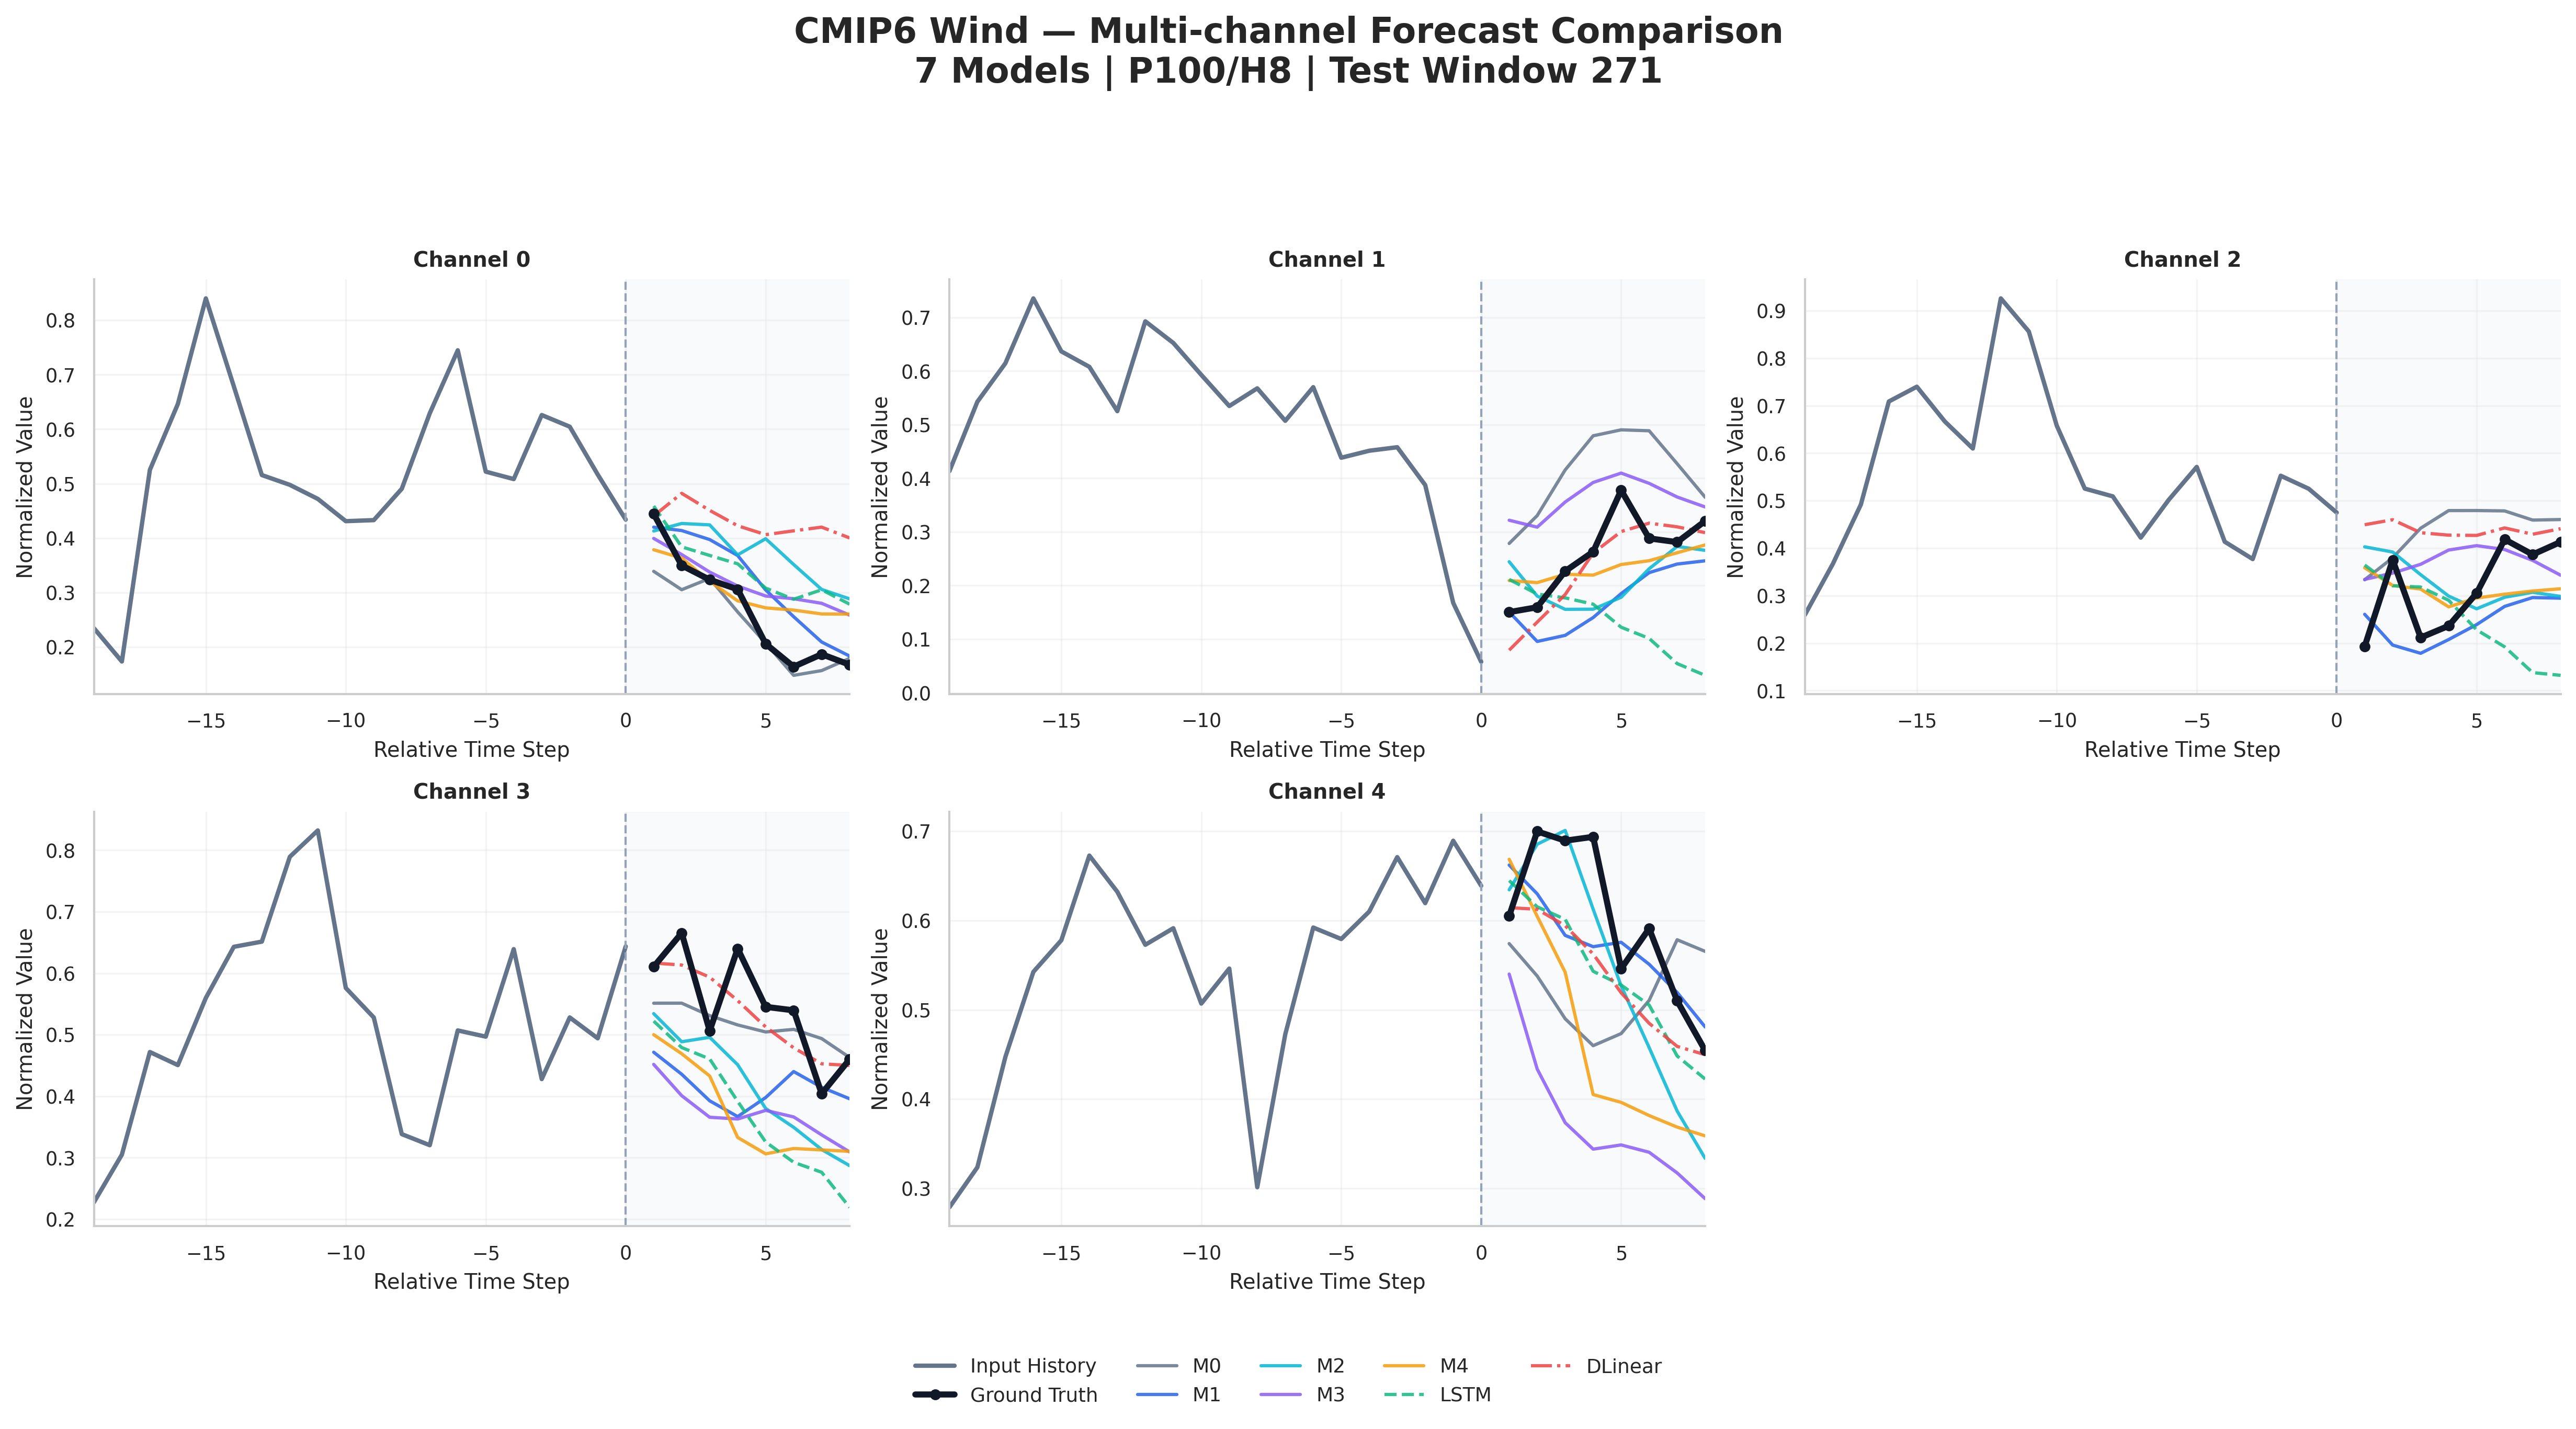 CMIP6 Wind — Multi-channel Forecast Comparison
7 Models | P100/H8 | Test Window 271
Channel 0
Normalized Value
0.8
0.7
0.6
0.5
0.4
0.3
0.2
−15 −10 −5 0 5
Relative Time Step
Channel 1
Normalized Value
0.7
0.6
0.5
0.4
0.3
0.2
0.1
0.0
−15 −10 −5 0 5
Relative Time Step
Channel 2
Normalized Value
0.9
0.8
0.7
0.6
0.5
0.4
0.3
0.2
0.1
−15 −10 −5 0 5
Relative Time Step
Channel 3
Normalized Value
0.8
0.7
0.6
0.5
0.4
0.3
0.2
−15 −10 −5 0 5
Relative Time Step
Channel 4
Normalized Value
0.7
0.6
0.5
0.4
0.3
−15 −10 −5 0 5
Relative Time Step
Input History M0 M2 M4 DLinear
Ground Truth M1 M3 LSTM